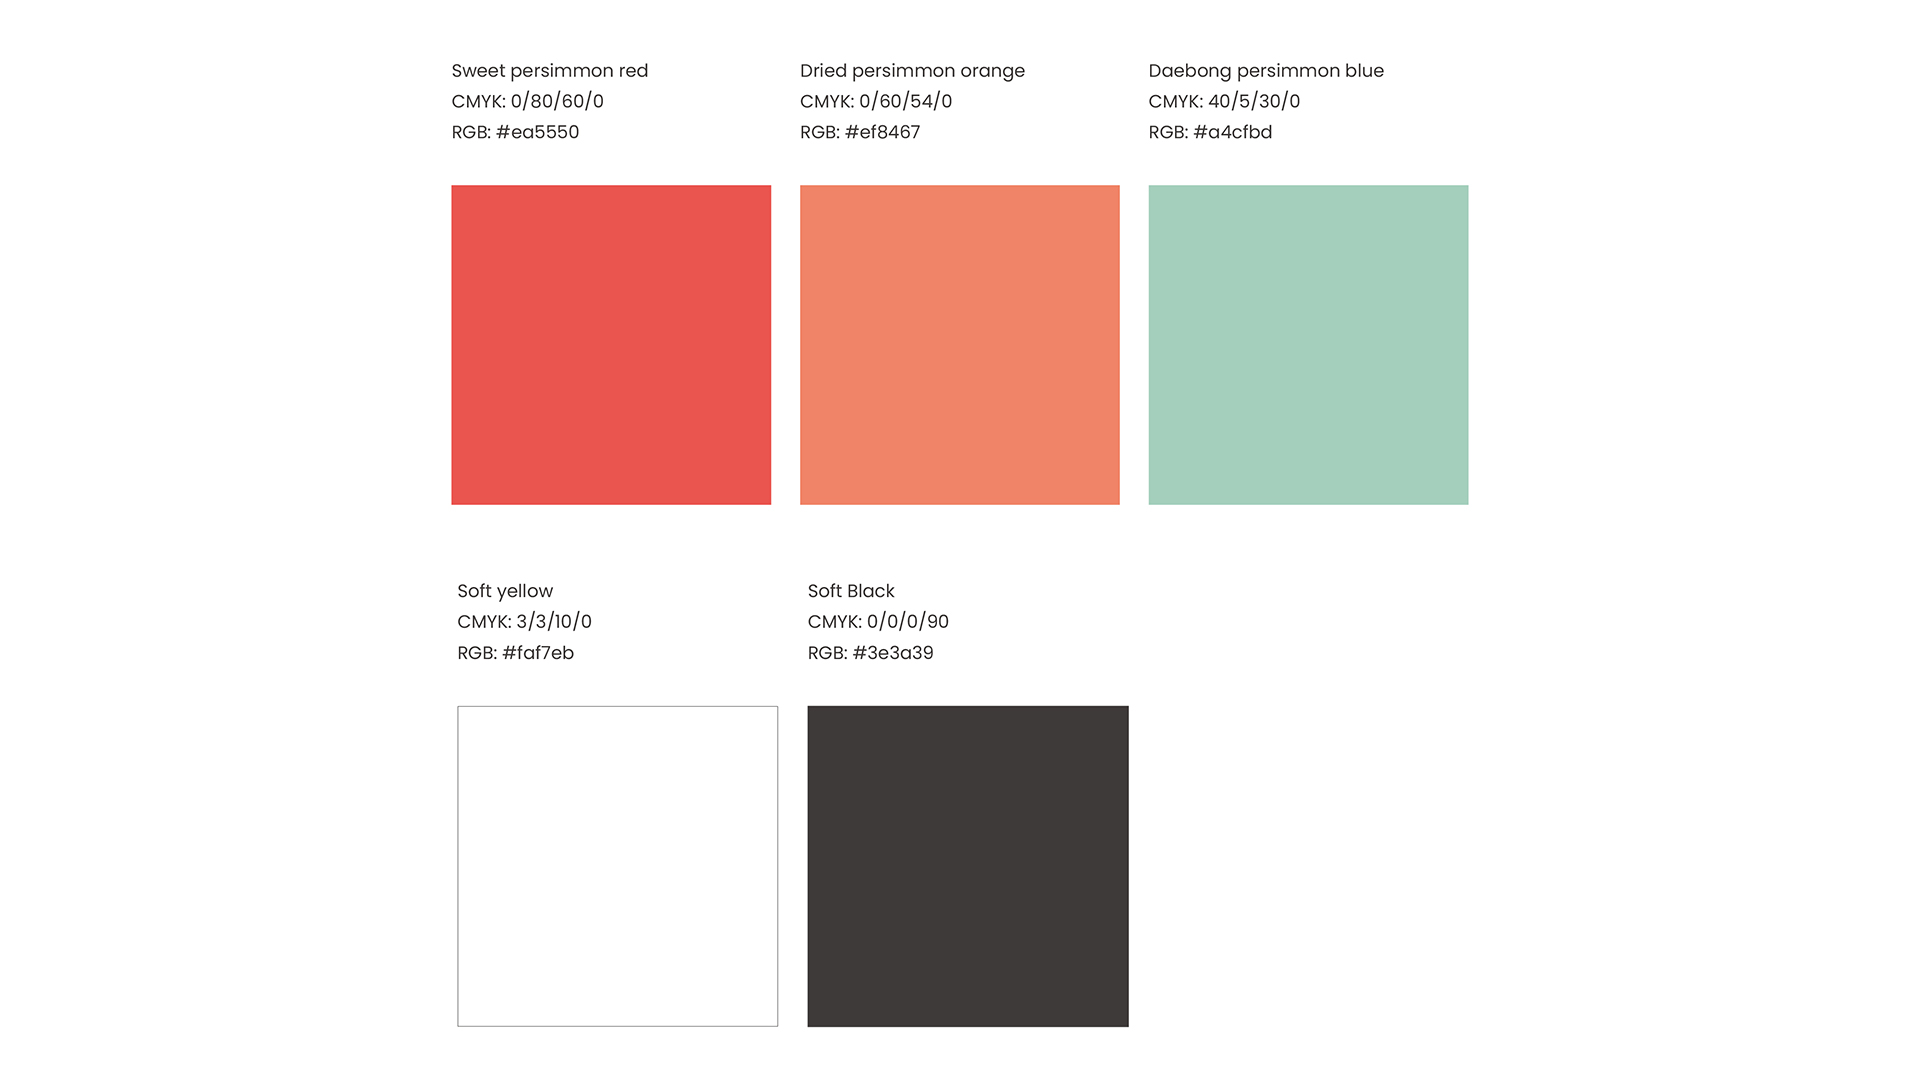 Sweet persimmon red
CMYK: 0/80/60/0
RGB: #ea5550
Dried persimmon orange
CMYK: 0/60/54/0
RGB: #ef8467
Daebong persimmon blue
CMYK: 40/5/30/0
RGB: #a4cfbd
Soft yellow
CMYK: 3/3/10/0
RGB: #faf7eb
Soft Black
CMYK: 0/0/0/90
RGB: #3e3a39